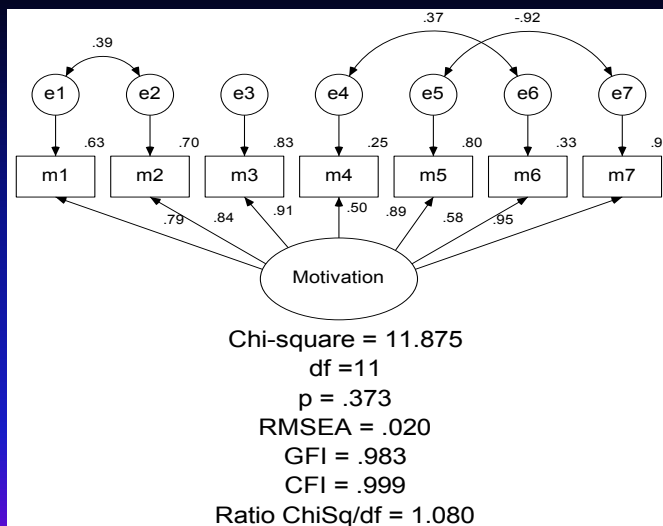 .39 .37 -.92
e1 e2 e3 e4 e5 e6 e7
.63 .70 .83 .25 .80 .33 .9
m1 m2 m3 m4 m5 m6 m7
.79 .84 .91 .50 .89 .58 .95
Motivation
Chi-square = 11.875
df =11
p = .373
RMSEA = .020
GFI = .983
CFI = .999
Ratio ChiSq/df = 1.080